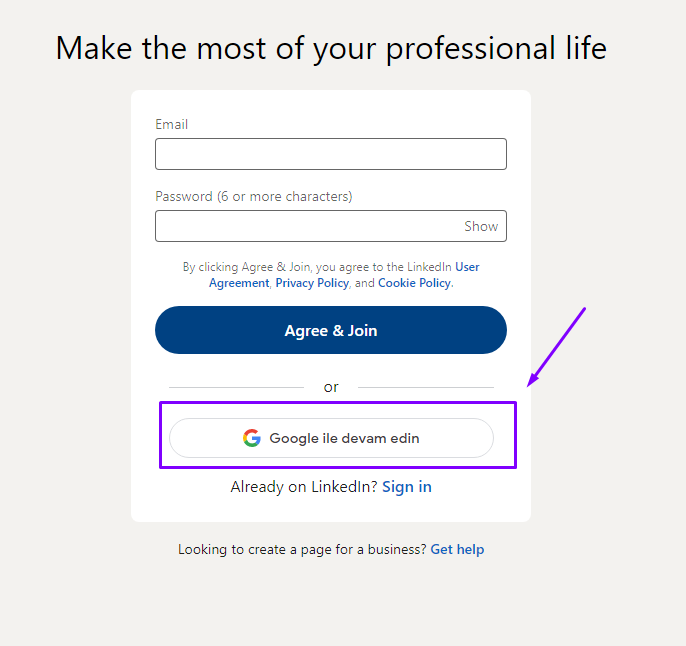 Make the most of your professional life
Email
Password (6 or more characters)
Show
By clicking Agree & Join, you agree to the LinkedIn User
Agreement, Privacy Policy, and Cookie Policy.
Agree & Join
or
Google ile devam edin
Already on LinkedIn? Sign in
Looking to create a page for a business? Get help